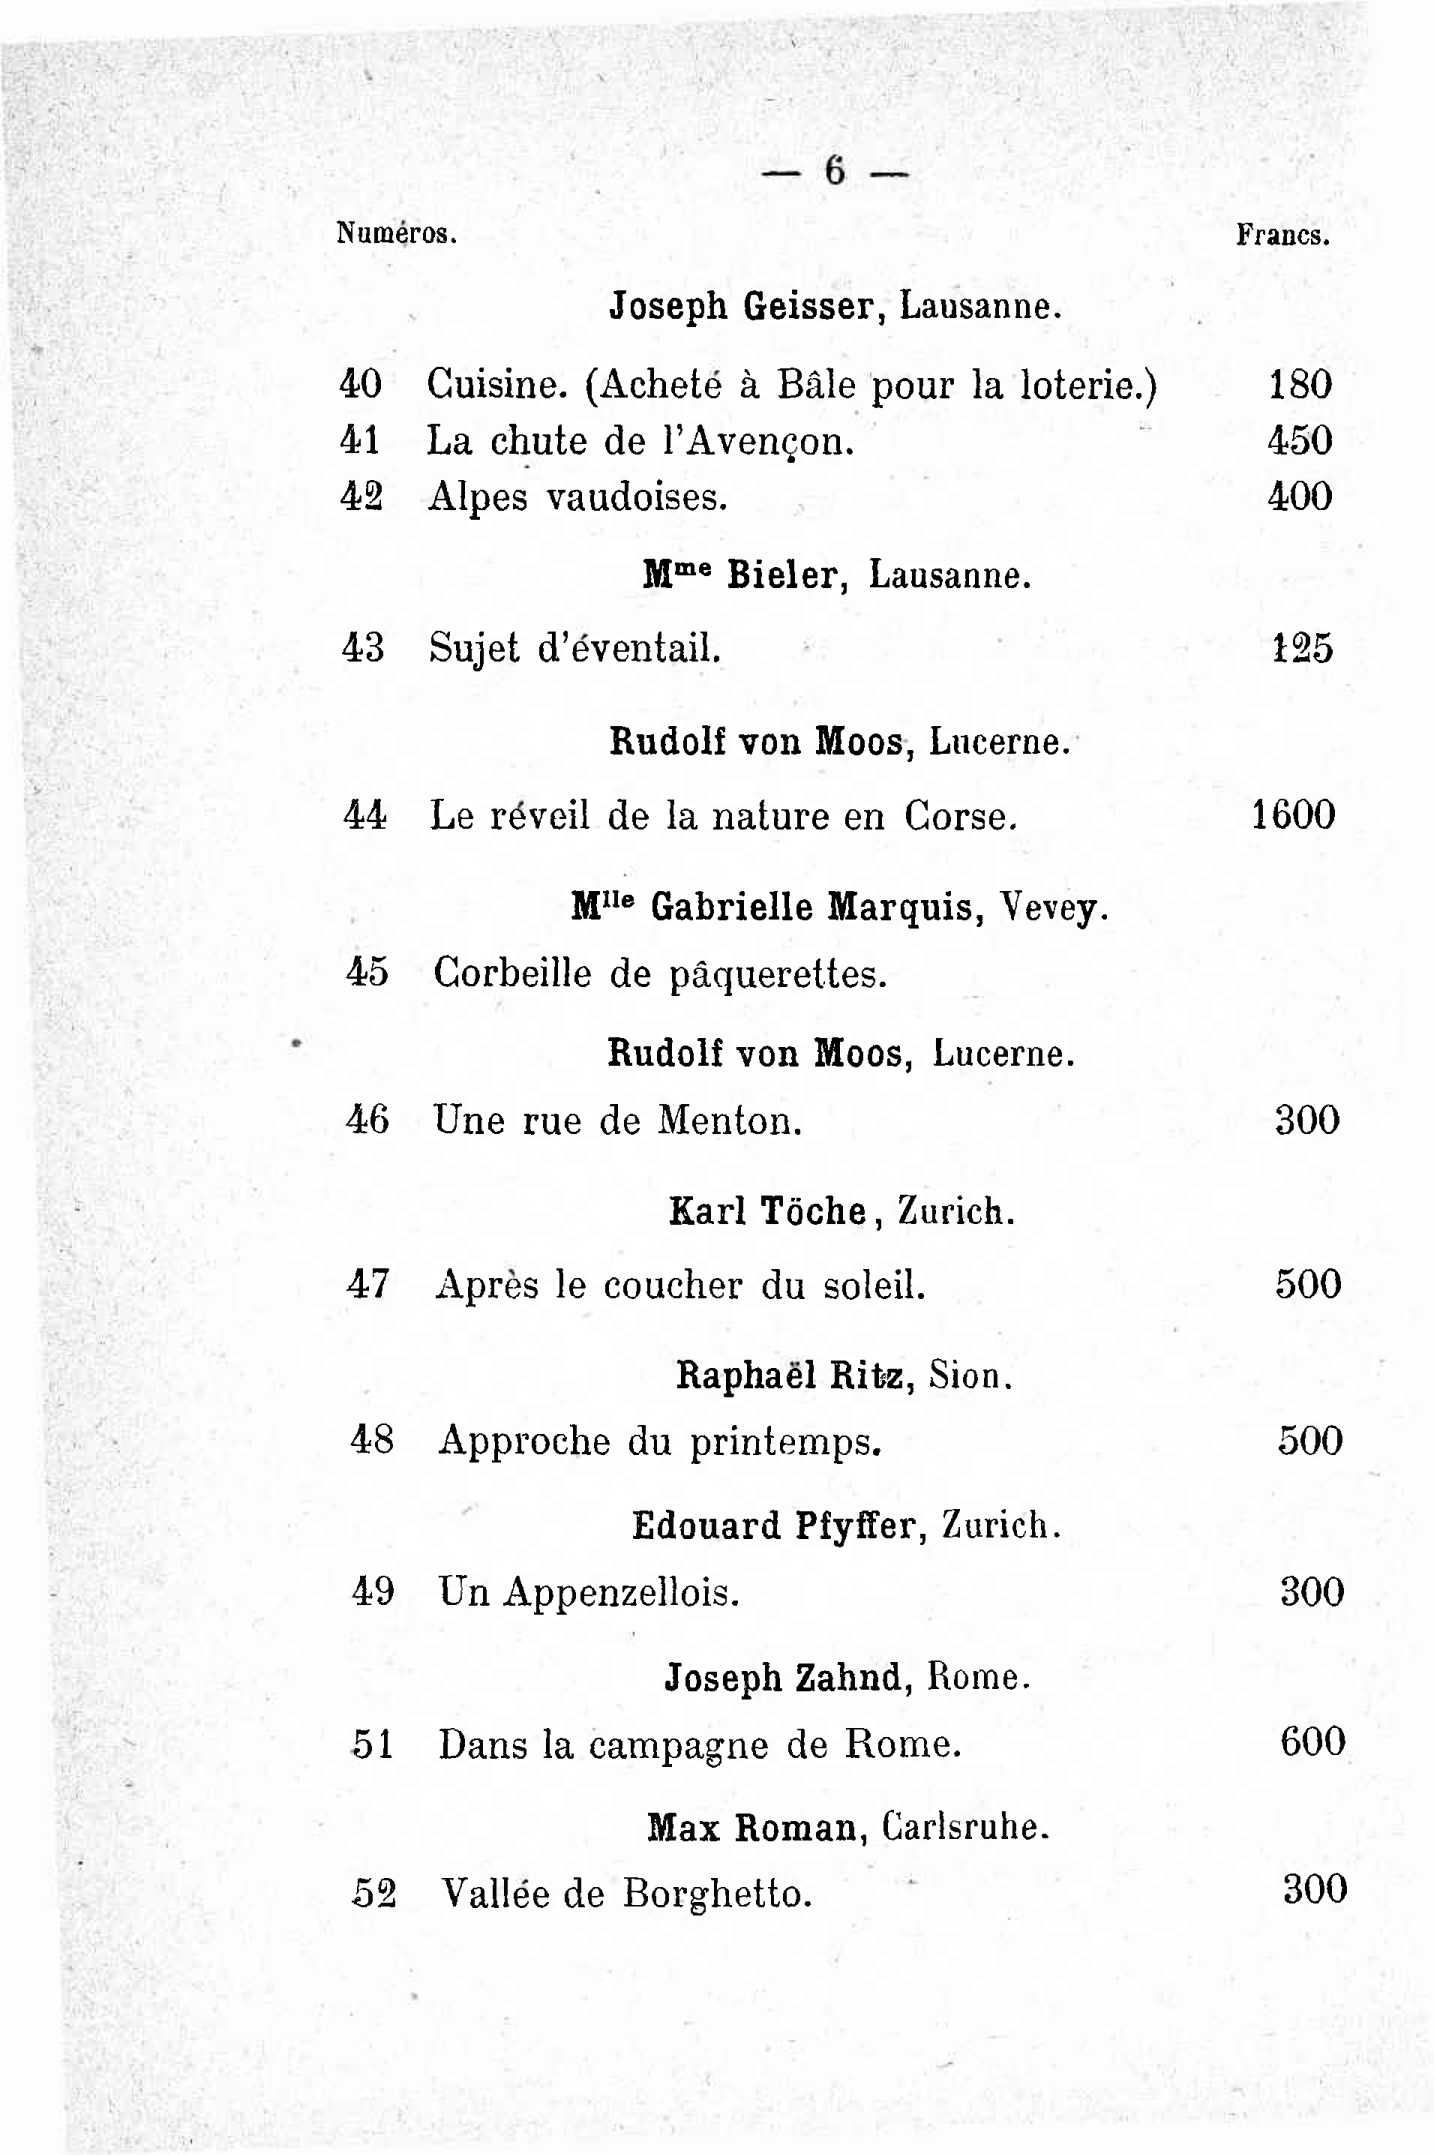 — 6 —
Numéros. Francs.
Joseph Geisser, Lausanne.
40 Cuisine. (Acheté à Bâle pour la loterie.) 180
41 La chute de l'Avençon. 450
42 Alpes vaudoises. 400
Mme Bieler, Lausanne.
43 Sujet d'éventail. 125
Rudolf von Moos, Lucerne.
44 Le réveil de la nature en Corse. 1600
Mlle Gabrielle Marquis, Vevey.
45 Corbeille de pâquerettes.
Rudolf von Moos, Lucerne.
46 Une rue de Menton. 300
Karl Töche, Zurich.
47 Après le coucher du soleil. 500
Raphaël Ritz, Sion.
48 Approche du printemps. 500
Edouard Pfyffer, Zurich.
49 Un Appenzellois. 300
Joseph Zahnd, Rome.
51 Dans la campagne de Rome. 600
Max Roman, Carlsruhe.
52 Vallée de Borghetto. 300